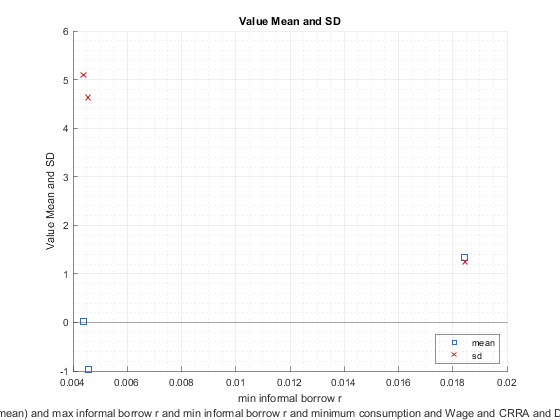 Value Mean and SD
6
5
4
3
2
1
0
-1
Value Mean and SD
0.004
0.006
0.008
0.01
0.012
0.014
0.016
0.018
0.02
mean
sd
min informal borrow r
mean) and max informal borrow r and min informal borrow r and minimum consumption and Wage and CRRA and